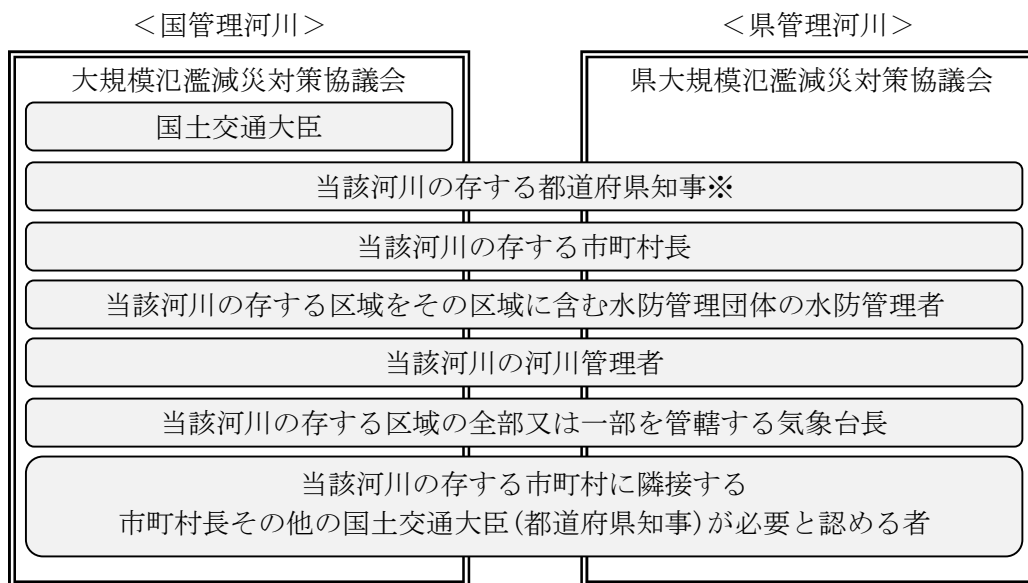 ＜国管理河川＞
＜県管理河川＞
大規模氾濫減災対策協議会
県大規模氾濫減災対策協議会
国土交通大臣
当該河川の存する都道府県知事※
当該河川の存する市町村長
当該河川の存する区域をその区域に含む水防管理団体の水防管理者
当該河川の河川管理者
当該河川の存する区域の全部又は一部を管轄する気象台長
当該河川の存する市町村に隣接する
市町村長その他の国土交通大臣(都道府県知事)が必要と認める者